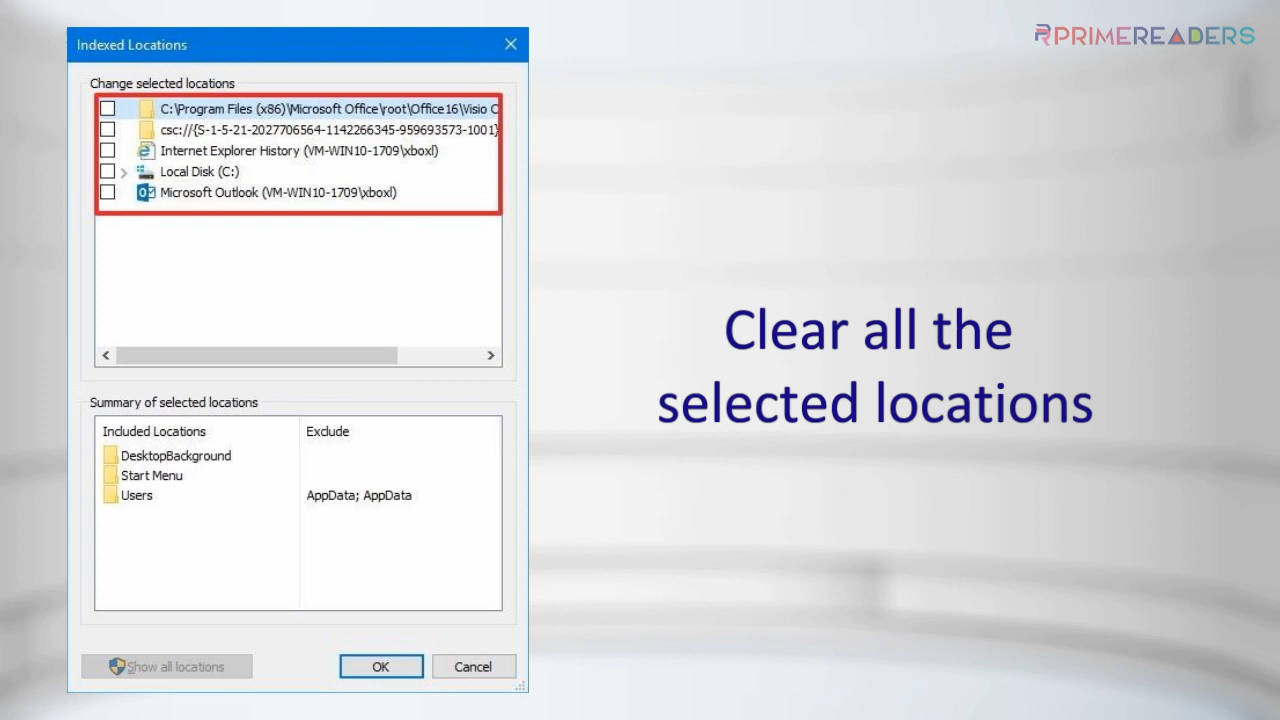 PRIMEREADERS
Indexed Locations
Change selected locations
C:\Program Files (x86)\Microsoft Office\root\Office16\Visio C
csc://{S-1-5-21-2027706564-1142266345-959693573-1001}
Internet Explorer History (VM-WIN10-1709\xboxl)
Local Disk (C:)
Microsoft Outlook (VM-WIN10-1709\xboxl)
Clear all the
selected locations
Summary of selected locations
Included Locations Exclude
DesktopBackground
Start Menu
Users AppData; AppData
Show all locations OK Cancel